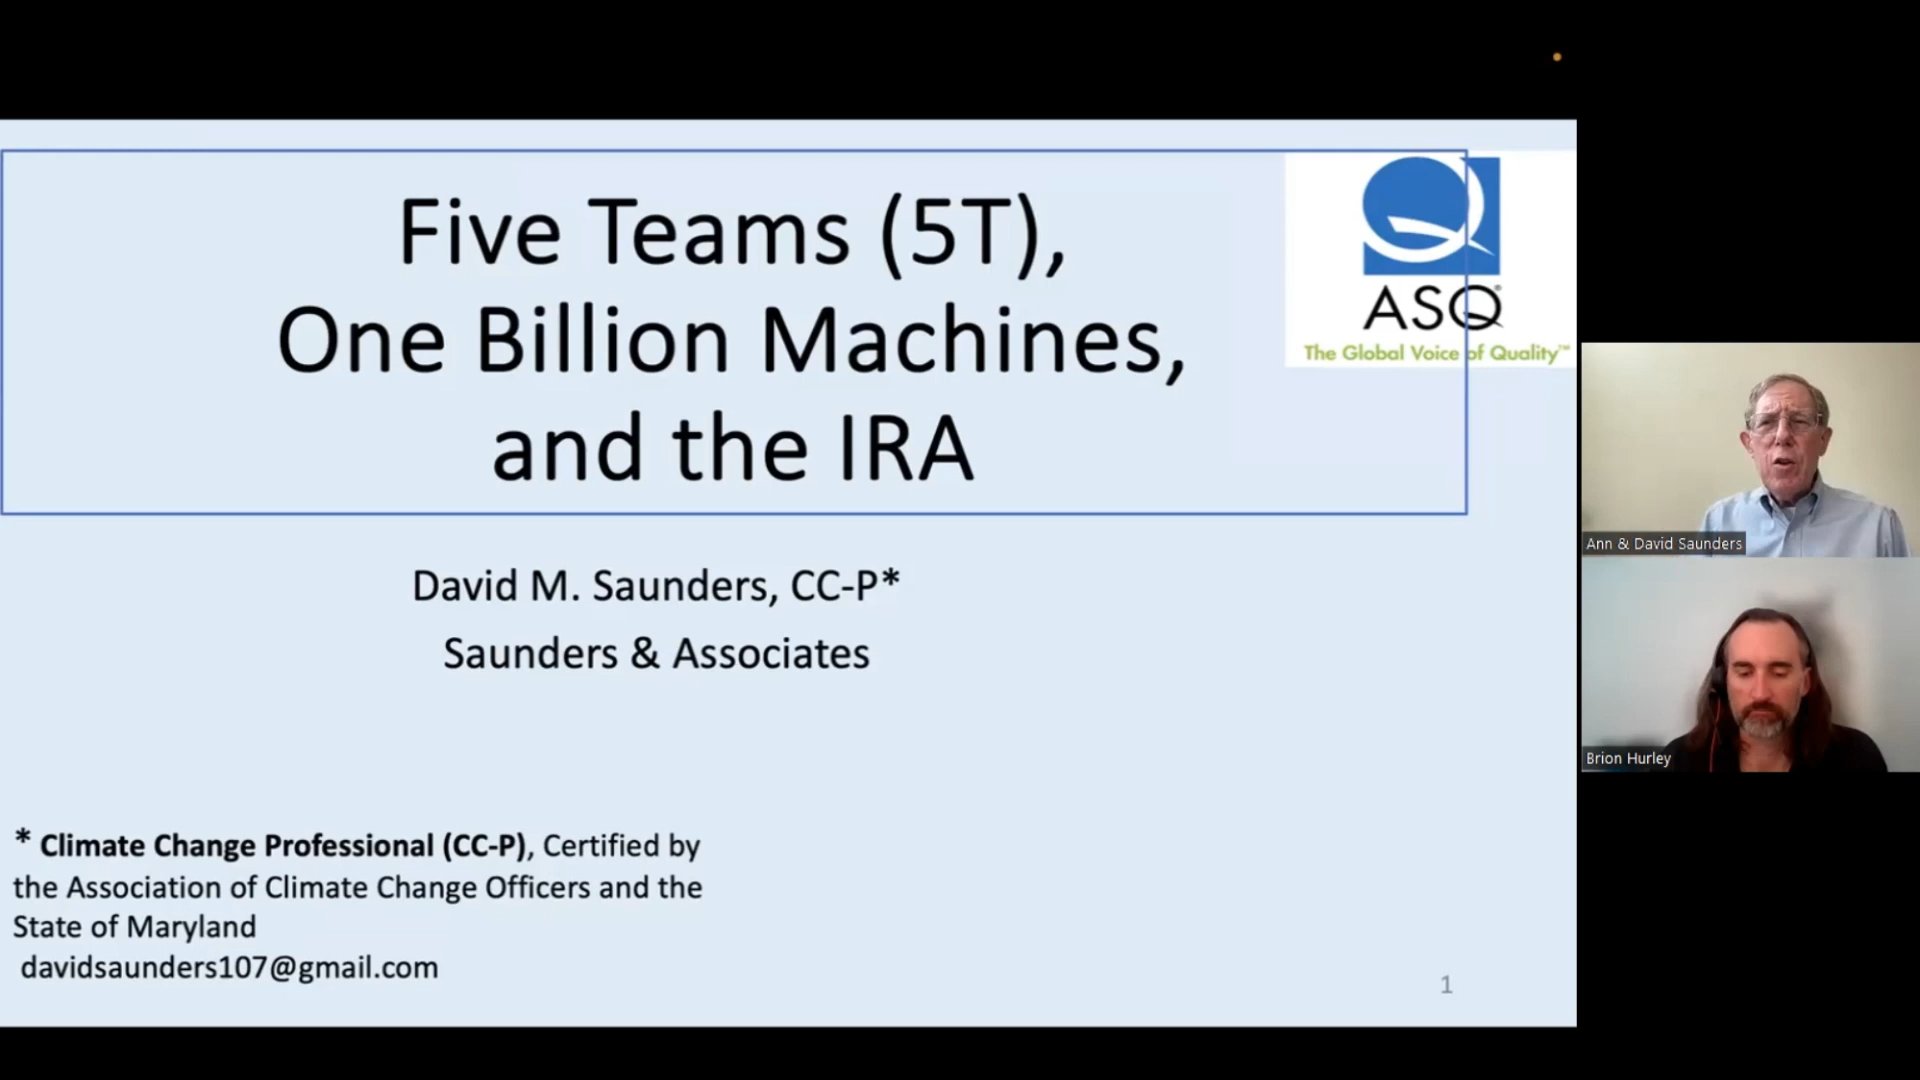 Five Teams (5T),
One Billion Machines,
and the IRA
ASQ®
The Global Voice of Quality™
David M. Saunders, CC-P*
Saunders & Associates
* Climate Change Professional (CC-P), Certified by
the Association of Climate Change Officers and the
State of Maryland
davidsaunders107@gmail.com
1
Ann & David Saunders
Brion Hurley